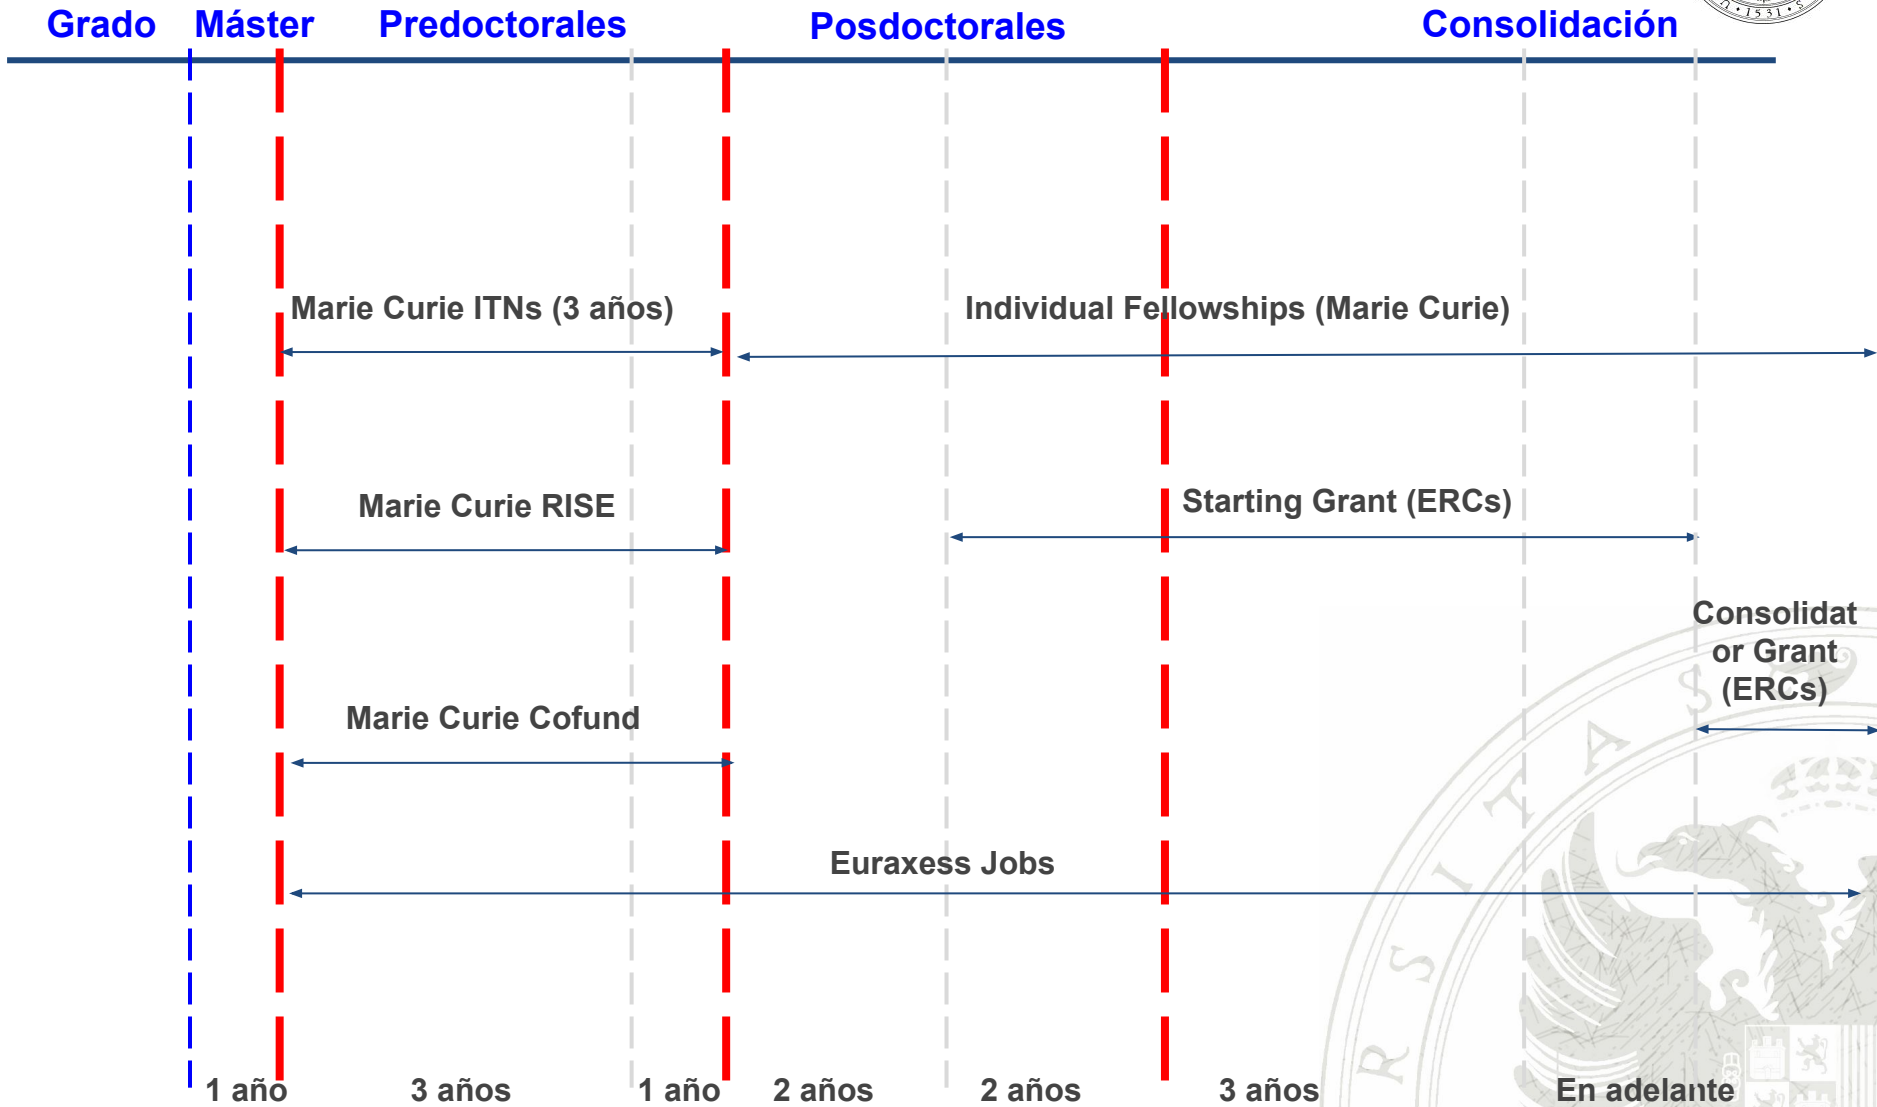 Grado Máster Predoctorales Posdoctorales Consolidación
1531
Marie Curie ITNs (3 años) Individual Fellowships (Marie Curie)
Marie Curie RISE Starting Grant (ERCs)
Consolidat
or Grant
(ERCs)
Marie Curie Cofund
Euraxess Jobs
RSITAS
1 año 3 años 1 año 2 años 2 años 3 años En adelante